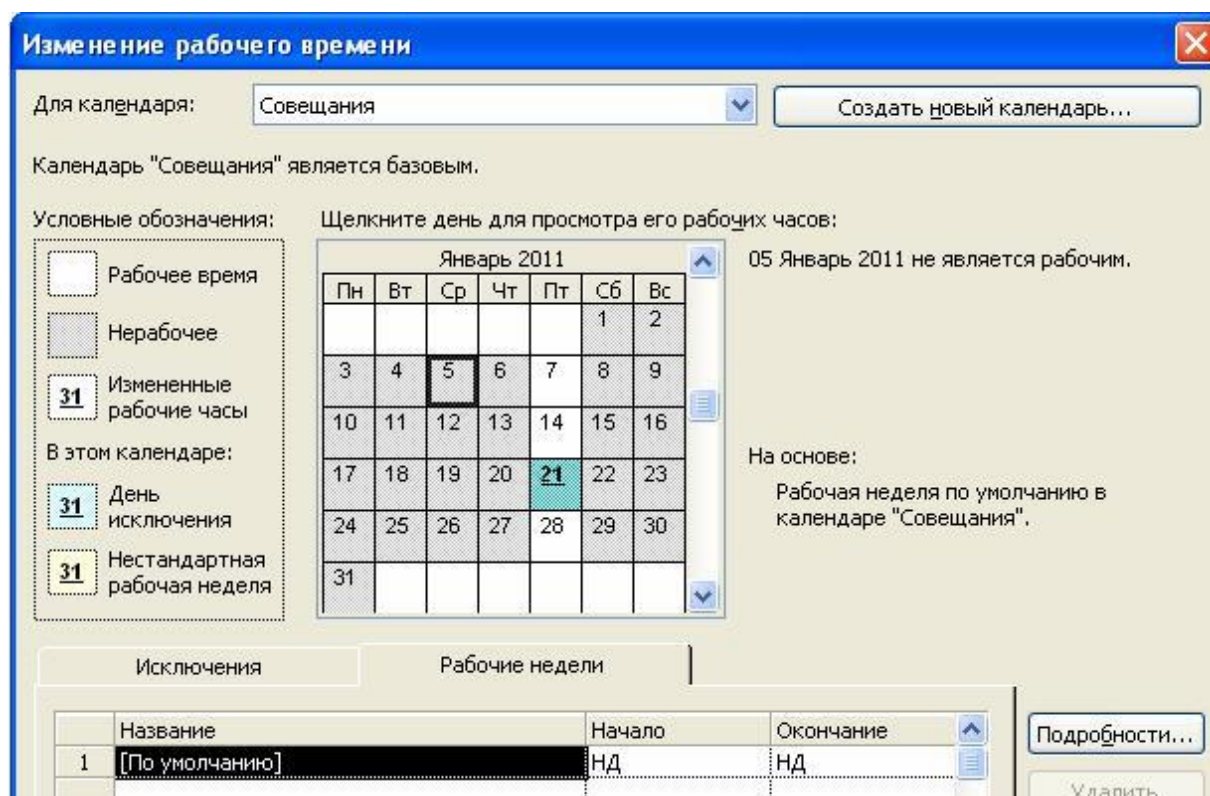 Изменение рабочего времени
Для календаря: Совещания Создать новый календарь...
Календарь "Совещания" является базовым.
Условные обозначения: Щелкните день для просмотра его рабочих часов:
Рабочее время
Нерабочее
31 Измененные
рабочие часы
В этом календаре:
31 День
исключения
31 Нестандартная
рабочая неделя
Январь 2011
Пн Вт Ср Чт Пт Сб Вс
1 2
3 4 5 6 7 8 9
10 11 12 13 14 15 16
17 18 19 20 21 22 23
24 25 26 27 28 29 30
31
05 Январь 2011 не является рабочим.
На основе:
Рабочая неделя по умолчанию в
календаре "Совещания".
Исключения Рабочие недели
Название Начало Окончание
1 [По умолчанию] НД НД
Подробности...
Удалить